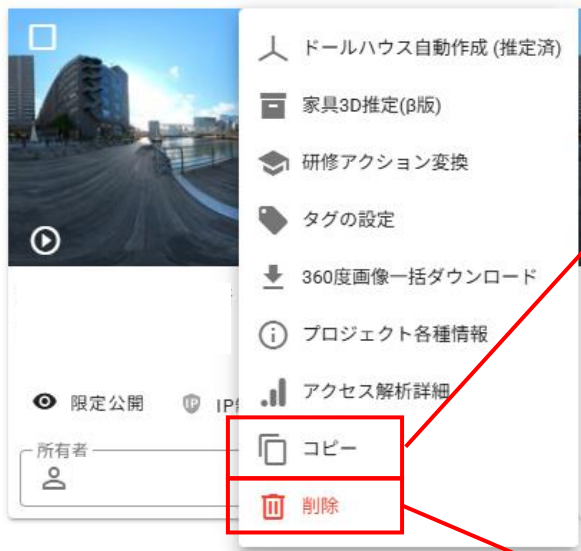 ドールハウス自動作成 (推定済)
家具3D推定(β版)
研修アクション変換
タグの設定
360度画像一括ダウンロード
プロジェクト各種情報
アクセス解析詳細
限定公開
IP
コピー
所有者
削除